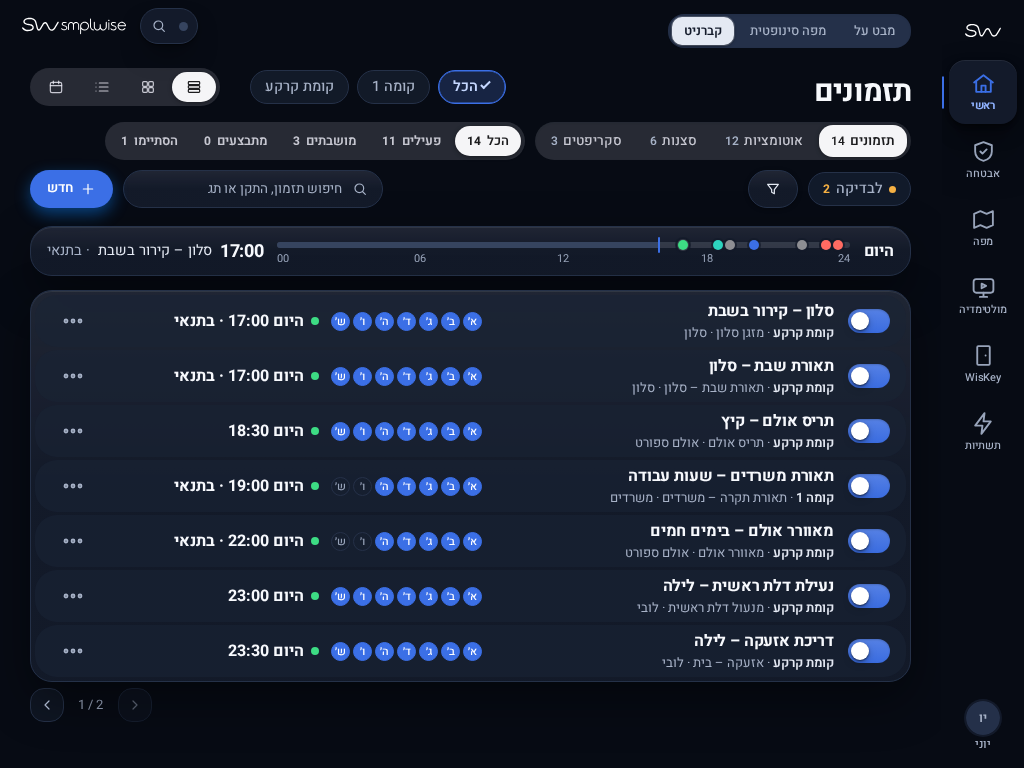 SW
ראשי
אבטחה
מפה
מולטימדיה
WisKey
תשתיות
יו
יוני
מבט על
מפה סינופטית
קברניט
SW smplwise
תזמונים
הכל
קומה 1
קומת קרקע
תזמונים 14
אוטומציות 12
סצנות 6
סקריפטים 3
הכל 14
פעילים 11
מושבתים 3
מתבצעים 0
הסתיימו 1
לבדיקה 2
חיפוש תזמון, התקן או תג
+ חדש
היום
00 06 12 18 24
17:00 סלון – קירור בשבת · בתנאי
סלון – קירור בשבת
קומת קרקע · מזגן סלון · סלון
א׳ ב׳ ג׳ ד׳ ה׳ ו׳ ש׳
היום 17:00 · בתנאי
תאורת שבת – סלון
קומת קרקע · תאורת שבת – סלון · סלון
א׳ ב׳ ג׳ ד׳ ה׳ ו׳ ש׳
היום 17:00 · בתנאי
תריס אולם – קיץ
קומת קרקע · תריס אולם · אולם ספורט
א׳ ב׳ ג׳ ד׳ ה׳ ו׳ ש׳
היום 18:30
תאורת משרדים – שעות עבודה
קומה 1 · תאורת תקרה – משרדים · משרדים
א׳ ב׳ ג׳ ד׳ ה׳ ו׳ ש׳
היום 19:00 · בתנאי
מאוורר אולם – בימים חמים
קומת קרקע · מאוורר אולם · אולם ספורט
א׳ ב׳ ג׳ ד׳ ה׳ ו׳ ש׳
היום 22:00 · בתנאי
נעילת דלת ראשית – לילה
קומת קרקע · מנעול דלת ראשית · לובי
א׳ ב׳ ג׳ ד׳ ה׳ ו׳ ש׳
היום 23:00
דריכת אזעקה – לילה
קומת קרקע · אזעקה – בית · לובי
א׳ ב׳ ג׳ ד׳ ה׳ ו׳ ש׳
היום 23:30
1 / 2